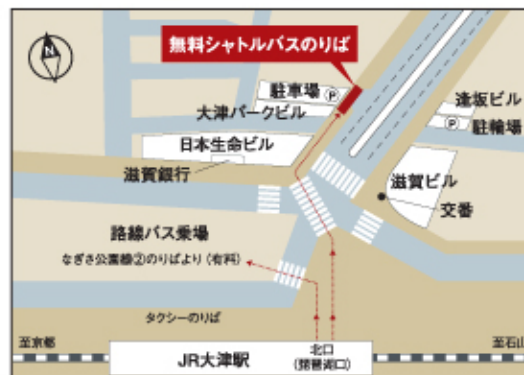 N
無料シャトルバスのりば
駐車場 P
大津パークビル
日本生命ビル
滋賀銀行
逢坂ビル
P 駐輪場
滋賀ビル
交番
路線バス乗場
なぎさ公園線②のりばより(有料)
タクシーのりば
至京都
JR大津駅
北口
(琵琶湖口)
至石山